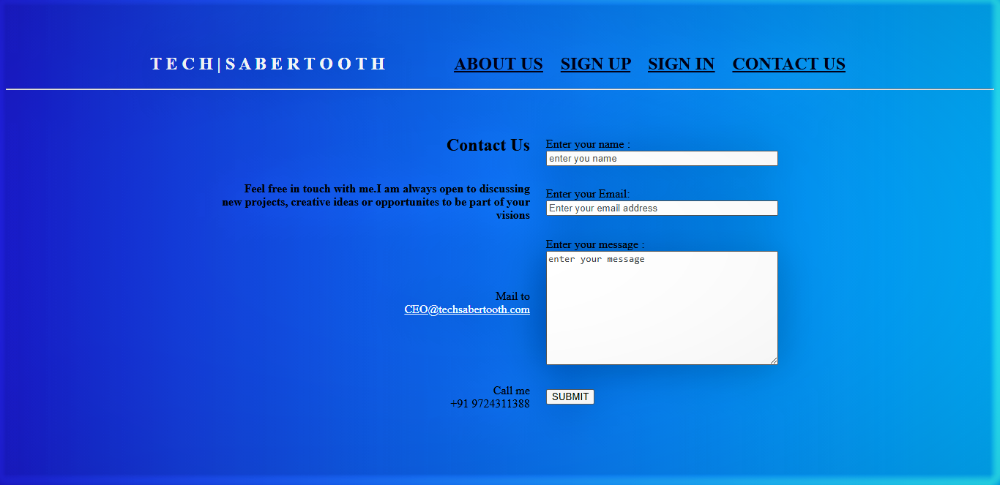 TECH|SABERTOOTH ABOUT US SIGN UP SIGN IN CONTACT US
Contact Us
Feel free in touch with me.I am always open to discussing
new projects, creative ideas or opportunites to be part of your
visions
Mail to
CEO@techsabertooth.com
Call me
+91 9724311388
Enter your name :
enter you name
Enter your Email:
Enter your email address
Enter your message :
enter your message
SUBMIT